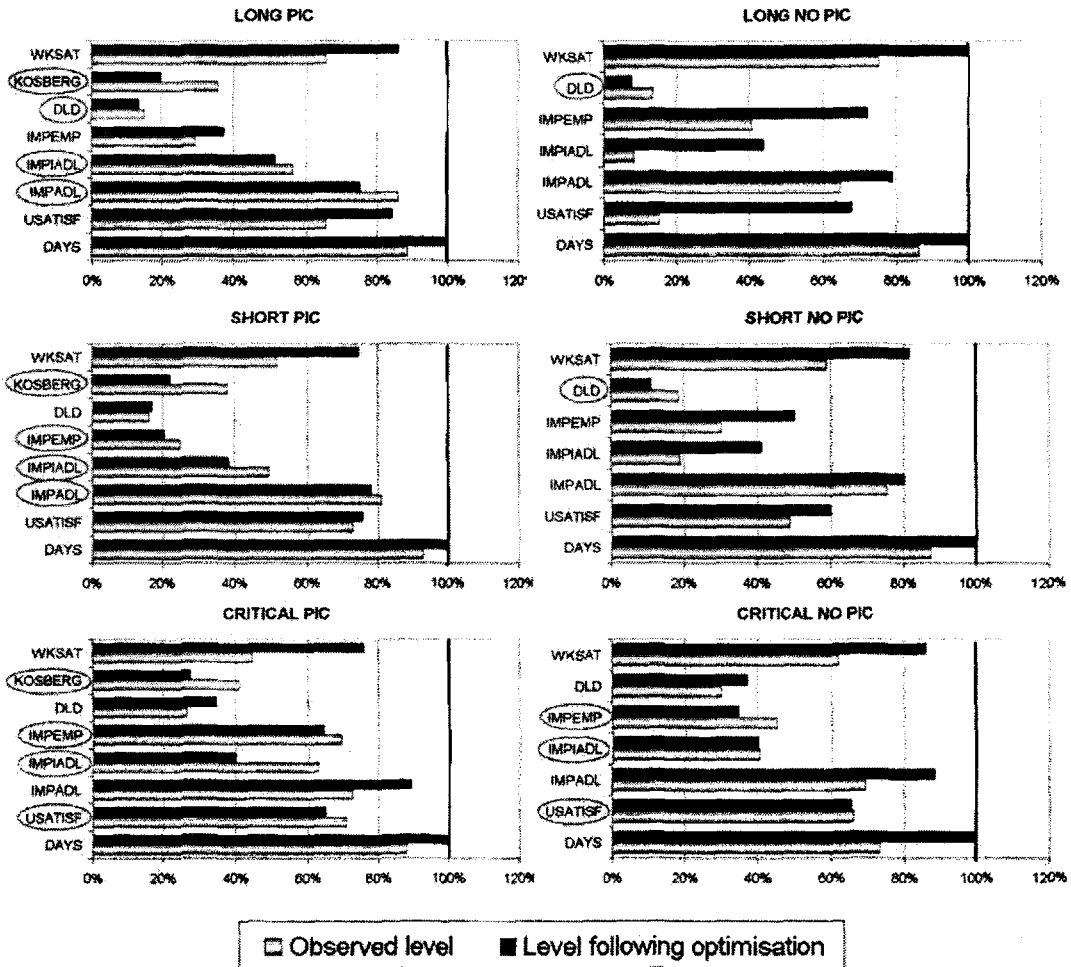 LONG PIC
WKSAT
KOSBERG
DLD
IMPEMP
IMPIADL
IMPADL
USATISF
DAYS
0% 20% 40% 60% 80% 100% 120%
LONG NO PIC
WKSAT
DLD
IMPEMP
IMPIADL
IMPADL
USATISF
DAYS
0% 20% 40% 60% 80% 100% 120%
SHORT PIC
WKSAT
KOSBERG
DLD
IMPEMP
IMPIADL
IMPADL
USATISF
DAYS
0% 20% 40% 60% 80% 100% 120%
SHORT NO PIC
WKSAT
DLD
IMPEMP
IMPIADL
IMPADL
USATISF
DAYS
0% 20% 40% 60% 80% 100% 120%
CRITICAL PIC
WKSAT
KOSBERG
DLD
IMPEMP
IMPIADL
IMPADL
USATISF
DAYS
0% 20% 40% 60% 80% 100% 120%
CRITICAL NO PIC
WKSAT
DLD
IMPEMP
IMPIADL
IMPADL
USATISF
DAYS
0% 20% 40% 60% 80% 100% 120%
Observed level Level following optimisation